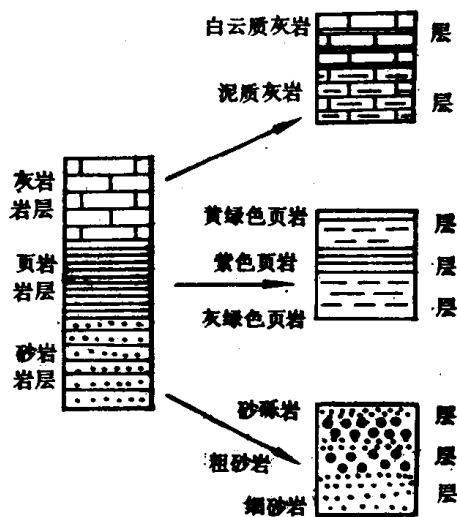 白云质灰岩 层
泥质灰岩 层
灰岩
岩层
页岩
岩层
砂岩
岩层
黄绿色页岩 层
紫色页岩 层
灰绿色页岩 层
砂砾岩 层
粗砂岩 层
细砂岩 层